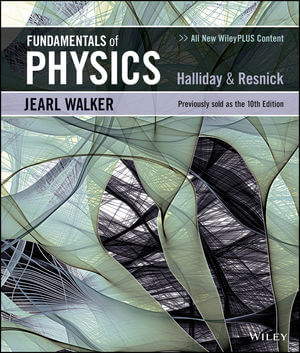 FUNDAMENTALS of
PHYSICS
>> All New WileyPLUS Content
Halliday & Resnick
JEARL WALKER
Previously sold as the 10th Edition
WILEY